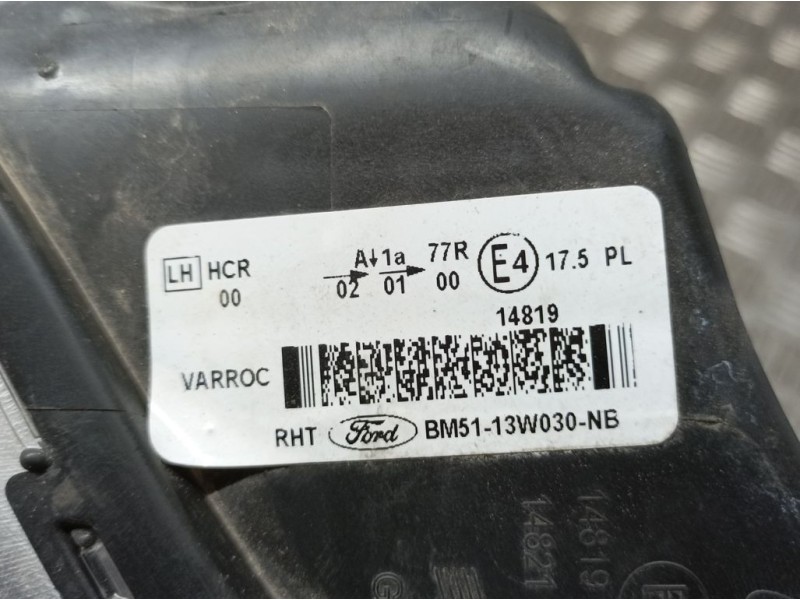 LH HCR A↓1a 77R E4 17.5 PL
00 02 01 00
14819
VARROC
RHT Ford BM51-13W030-NB
14819
14821